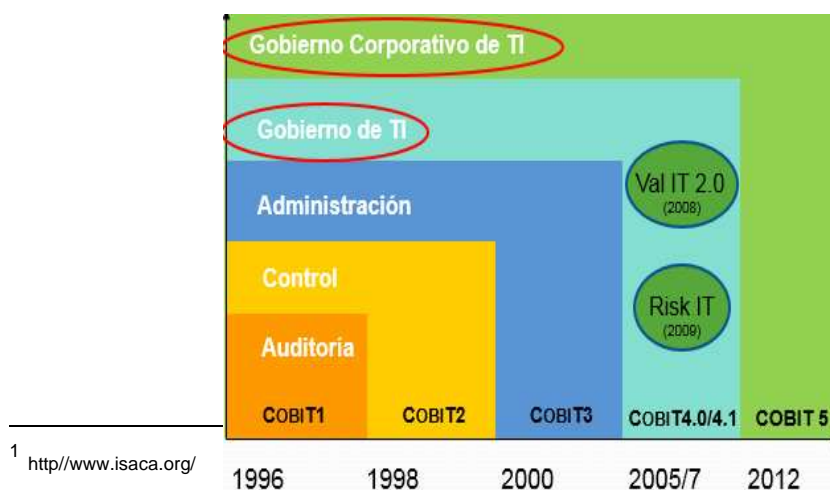 Gobierno Corporativo de TI
Gobierno de TI
Val IT 2.0
(2008)
Administración
Control
Risk IT
(2009)
Auditoría
COBIT1 COBIT2 COBIT3 COBIT4.0/4.1 COBIT 5
1996 1998 2000 2005/7 2012
1 http//www.isaca.org/